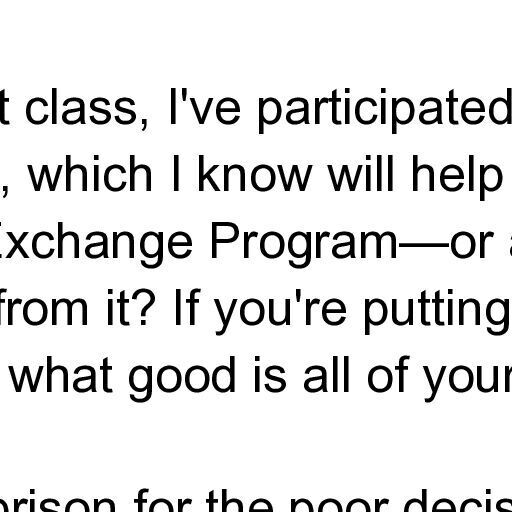 t class, I've participated
, which I know will help
Exchange Program—or a
from it? If you're putting
what good is all of your
prison for the poor decis